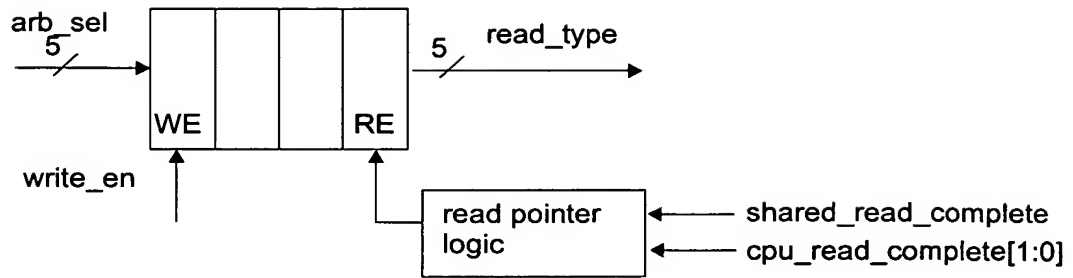 arb_sel
5
5
read_type
WE
RE
write_en
read pointer
logic
shared_read_complete
cpu_read_complete[1:0]